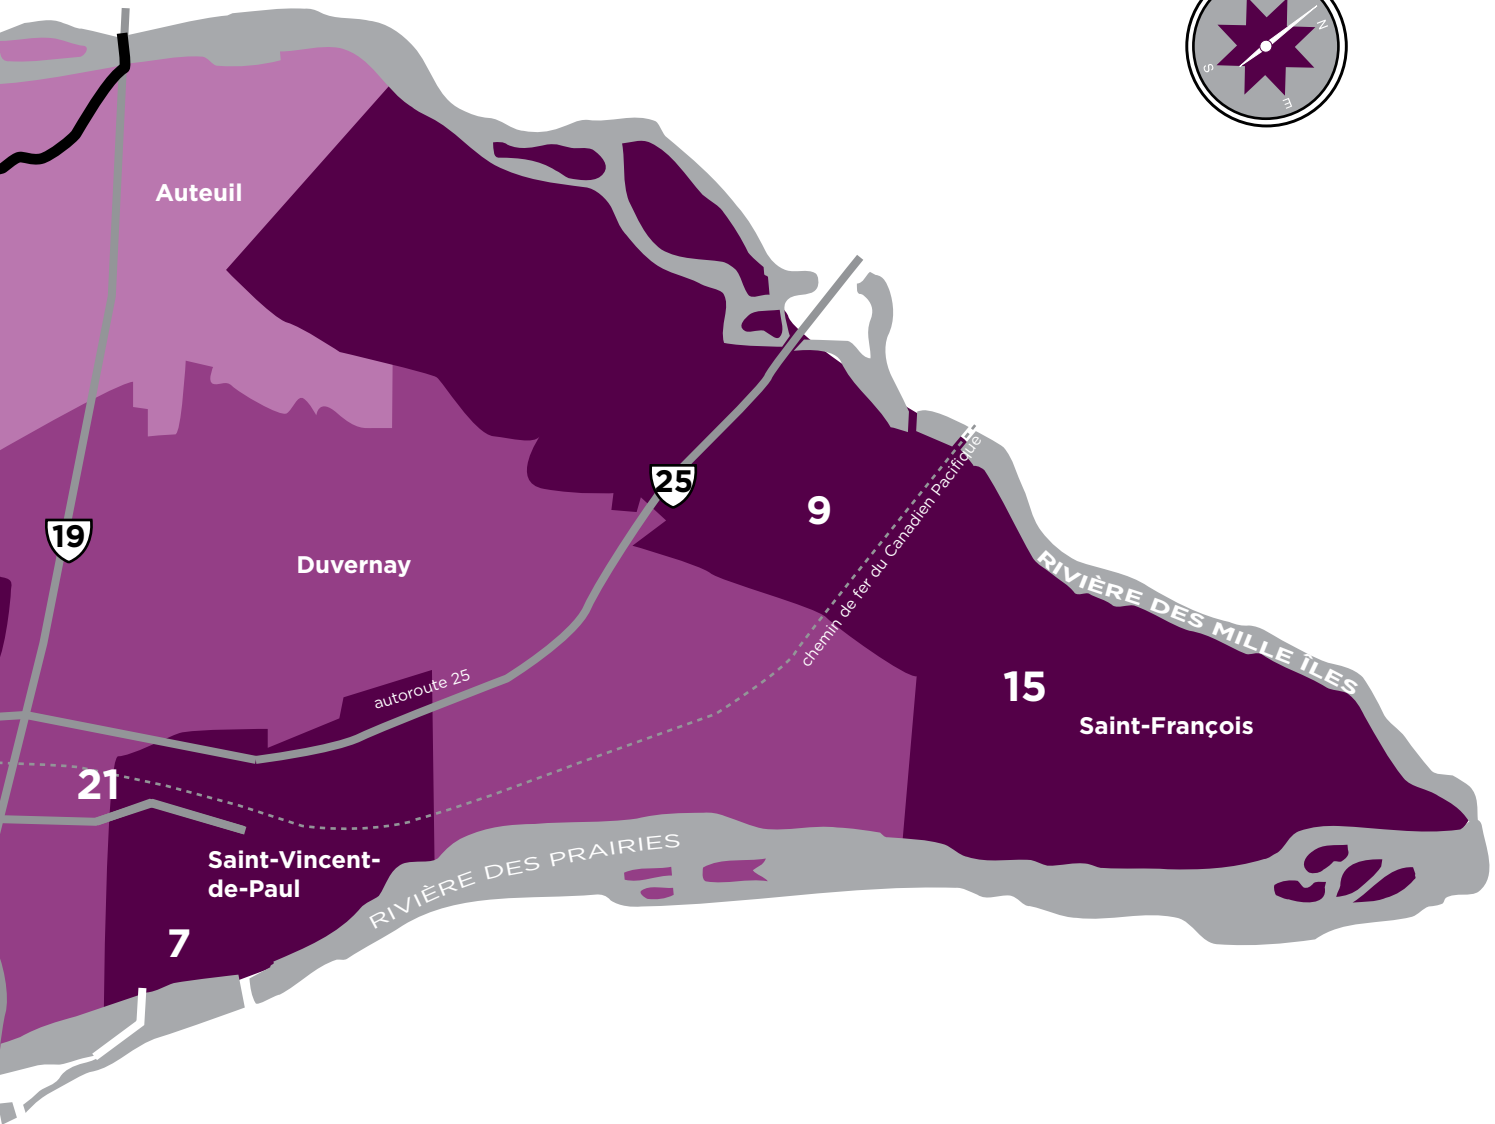 N
S
E
Auteuil
25
9
19
Duvernay
chemin de fer du Canadien Pacifique
RIVIÈRE DES MILLE ÎLES
autoroute 25
15
Saint-François
21
Saint-Vincent-
de-Paul
RIVIÈRE DES PRAIRIES
7